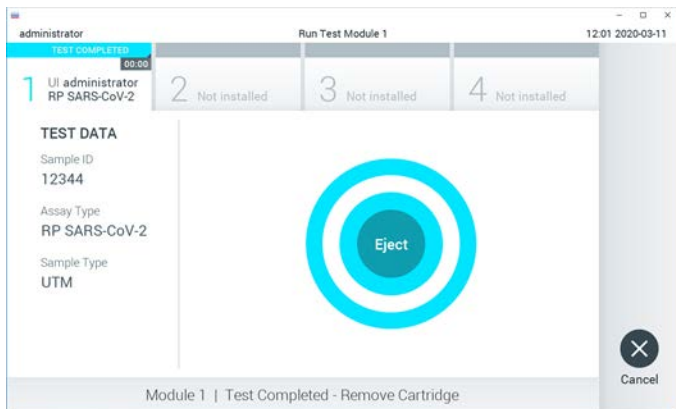 administrator
Run Test Module 1
12:01 2020-03-11
TEST COMPLETED
00:00
1
UI administrator
RP SARS-CoV-2
2 Not installed
3 Not installed
4 Not installed
TEST DATA
Sample ID
12344
Assay Type
RP SARS-CoV-2
Sample Type
UTM
Eject
Cancel
Module 1 | Test Completed - Remove Cartridge